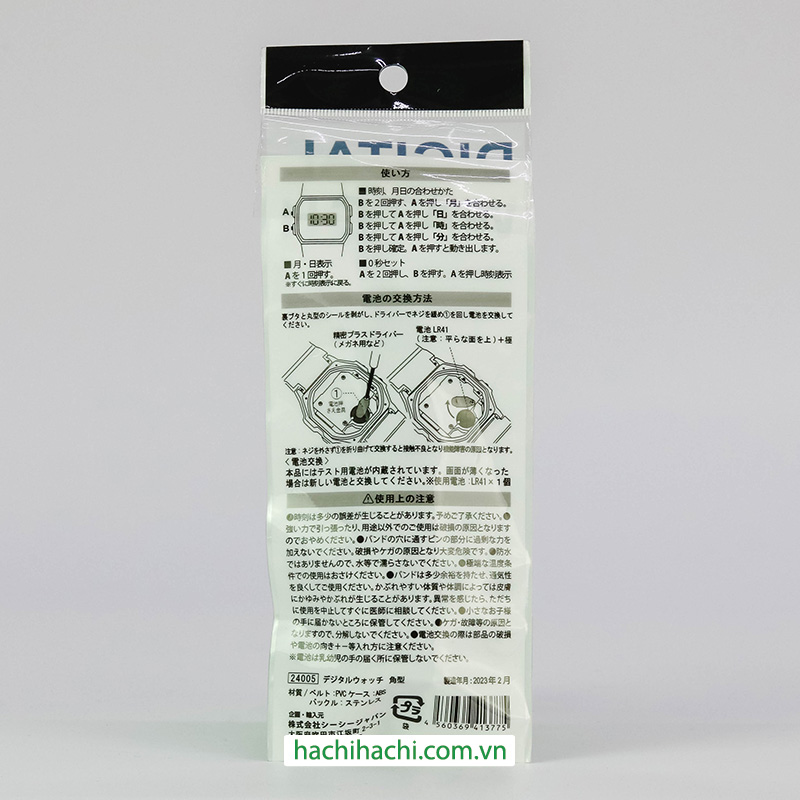 DIGITAL
使い方
A
B
10:30
■時刻、月日の合わせかた
Bを2回押す、Aを押し「月」を合わせる。
Bを押してAを押し「日」を合わせる。
Bを押してAを押し「時」を合わせる。
Bを押してAを押し「分」を合わせる。
Bを押し確定。Aを押すと動き出します。
■月・日表示
Aを1回押す。
※すぐに時刻表示に戻る。
■0秒セット
Aを2回押し、Bを押す。Aを押し時刻表示
電池の交換方法
裏ブタと丸型のシールを剥がし、ドライバーでネジを緩め①を回し電池を交換して
ください。
精密プラスドライバー
(メガネ用など)
電池 LR41
(注意:平らな面を上)+極
①
電池押
さえ金具
注意:ネジを外さず①を折り曲げて交換すると接触不良となり機能障害の原因となります。
〈電池交換〉
本品にはテスト用電池が内蔵されています。画面が薄くなった
場合は新しい電池と交換してください。※使用電池:LR41×1個
⚠使用上の注意
●時刻は多少の誤差が生じることがあります。予めご了承ください。●
強い力で引っ張ったり、用途以外でのご使用は破損の原因となります
のでおやめください。●バンドの穴に通すピンの部分に過剰な力を
加えないでください。破損やケガの原因となり大変危険です。●防水
ではありませんので、水等で濡らさないでください。●極端な温度条
件での使用はおさけください。●バンドは多少余裕を持たせ、通気性
を良くしてご使用ください。かぶれやすい体質や体調によっては皮膚
にかゆみやかぶれが生じることがあります。異常を感じたら、ただち
に使用を中止してすぐに医師に相談してください。●小さなお子様
の手に届かないところに保管してください。●ケガ・故障等の原因と
なりますので、分解しないでください。●電池交換の際は部品の破損
や電池の向き+-等入れ方に注意ください。
※電池は乳幼児の手の届く所に保管しないでください。
24005 デジタルウォッチ 角型
製造年月:2023年2月
材質/ベルト:PVC ケース:ABS
バックル:ステンレス
企画・輸入元
株式会社シーシージャパン
大阪府吹田市江坂町 2-3-1
プラ
袋
4 560369 413775
hachihachi.com.vn